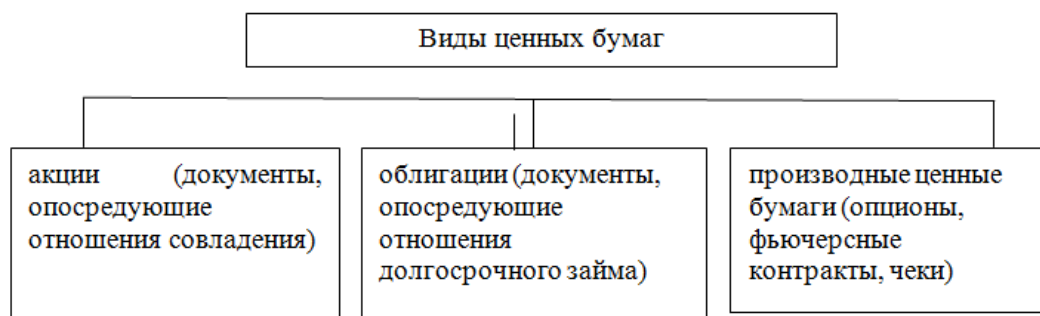 Виды ценных бумаг
акции (документы,
опосредующие
отношения совладения)
облигации (документы,
опосредующие
отношения
долгосрочного займа)
производные ценные
бумаги (опционы,
фьючерсные
контракты, чеки)